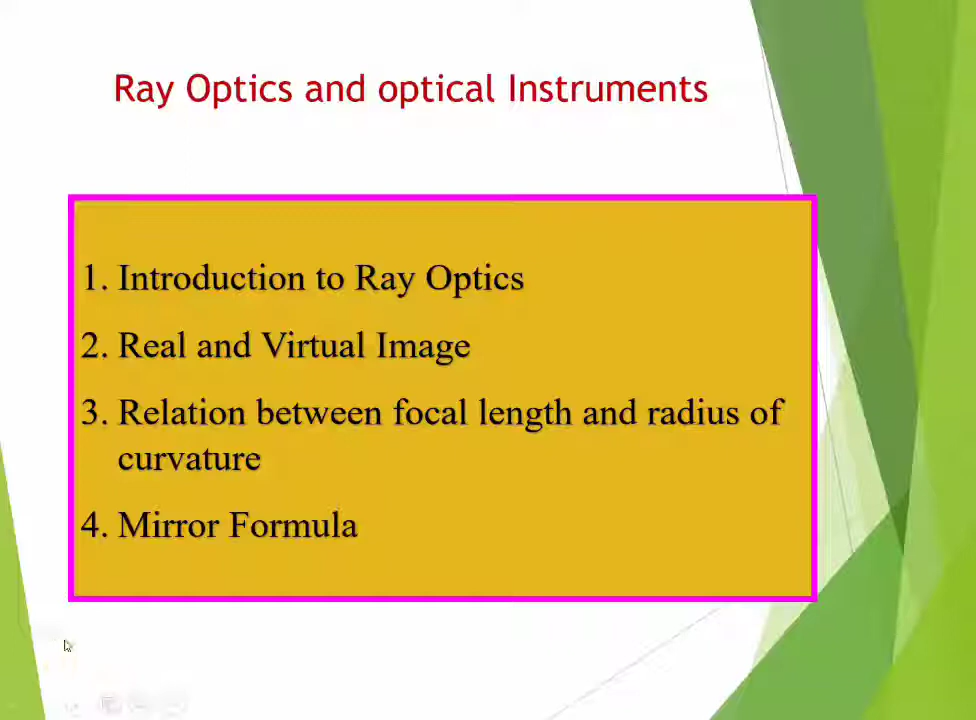 Ray Optics and optical Instruments
1. Introduction to Ray Optics
2. Real and Virtual Image
3. Relation between focal length and radius of
curvature
4. Mirror Formula